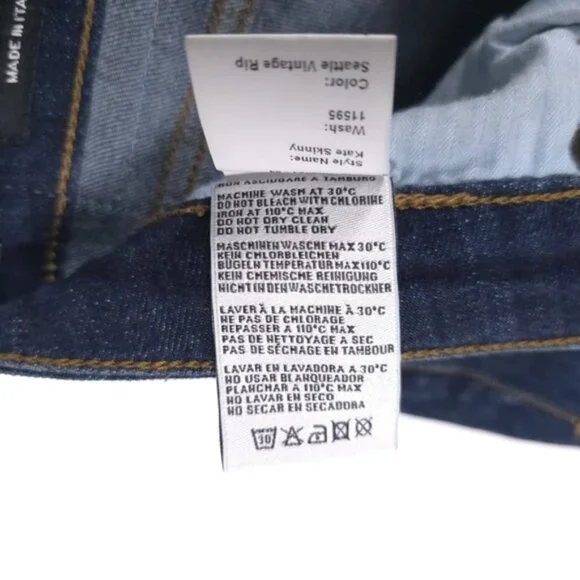 MADE IN ITA
Style Name:
Kate Skinny
Wash:
11595
Color:
Seattle Vintage Rip
NON ASCIUGARE A TAMBURO
MACHINE WASH AT 30°C
DO NOT BLEACH WITH CHLORINE
IRON AT 110°C MAX
DO NOT DRY CLEAN
DO NOT TUMBLE DRY
MASCHINEN WASCHE MAX 30°C
KEIN CHLORBLEICHEN
BÜGELN TEMPERATUR MAX 110°C
KEIN CHEMISCHE REINIGUNG
NICHT IN DEN WASCHETROCKNER
LAVER À LA MACHINE À 30°C
NE PAS DE CHLORAGE
REPASSER A 110°C MAX
PAS DE NETTOYAGE A SEC
PAS DE SÉCHAGE EN TAMBOUR
LAVAR EN LAVADORA A 30°C
NO USAR BLANQUEADOR
PLANCHAR A 110°C MAX
NO LAVAR EN SECO
NO SECAR EN SECADORA
30